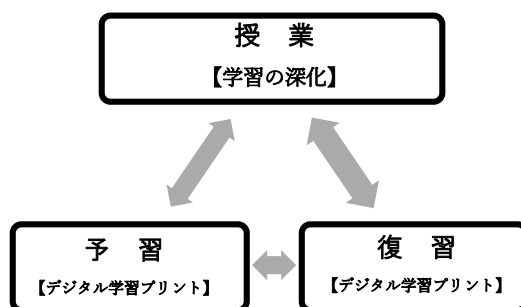 授　業
【学習の深化】
予　習
【デジタル学習プリント】
復　習
【デジタル学習プリント】